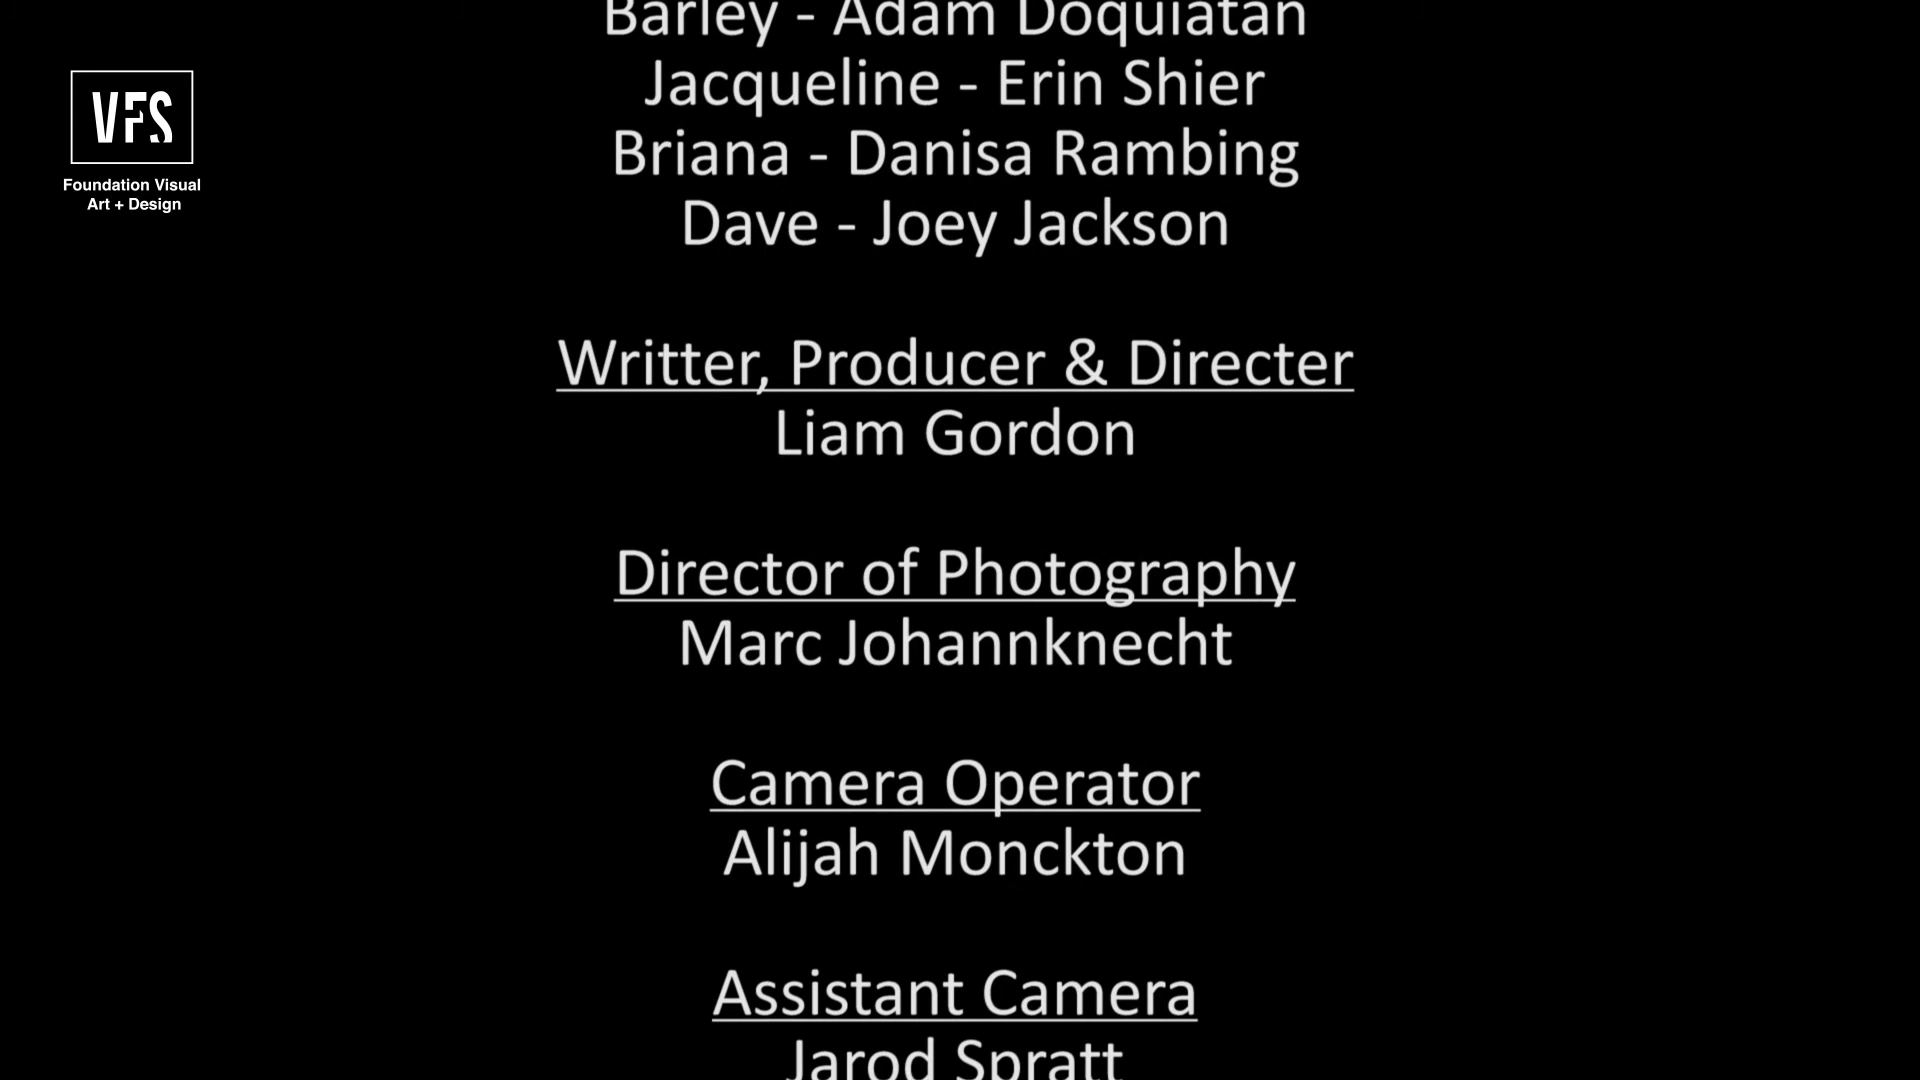 Barley - Adam Doquiatan
VFS
Foundation Visual
Art + Design
Jacqueline - Erin Shier
Briana - Danisa Rambing
Dave - Joey Jackson
Writter, Producer & Directer
Liam Gordon
Director of Photography
Marc Johannknecht
Camera Operator
Alijah Monckton
Assistant Camera
Jarod Spratt